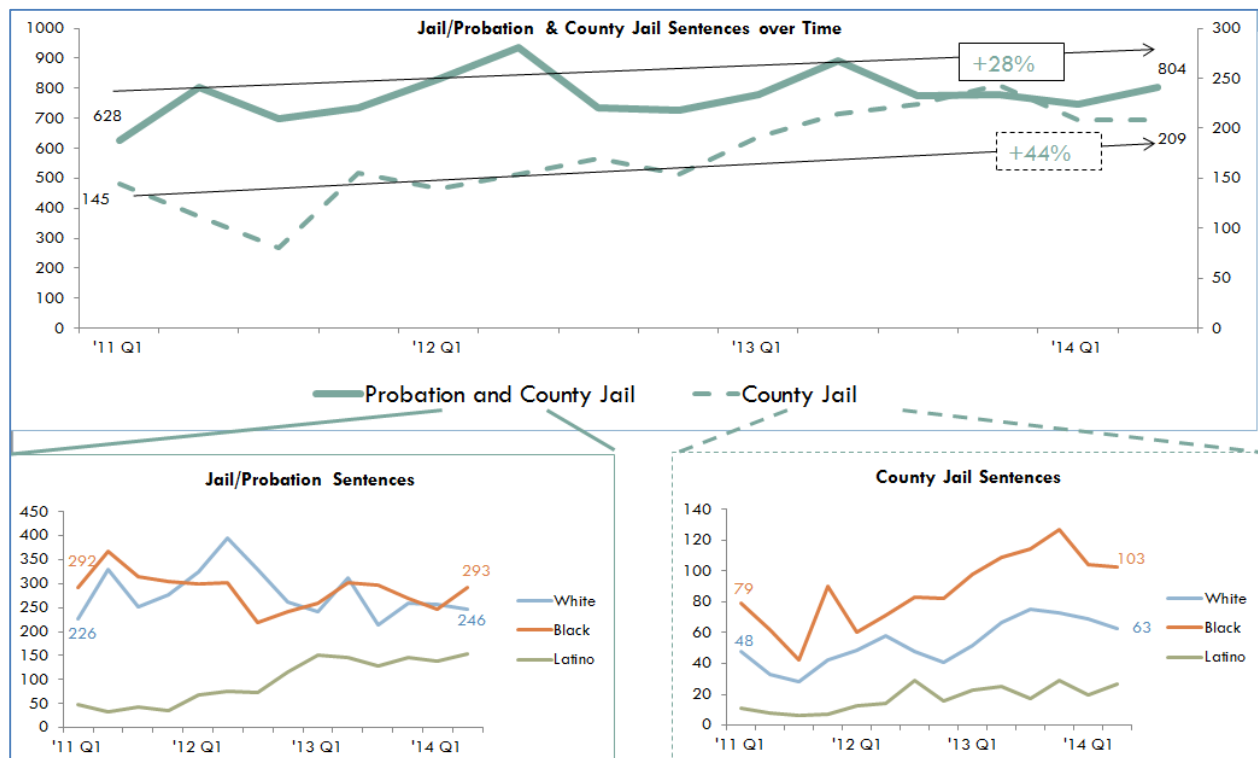 Jail/Probation & County Jail Sentences over Time
1000
900
800
700
600
500
400
300
200
100
0
300
250
200
150
100
50
0
628
145
+28%
804
+44%
209
'11 Q1
'12 Q1
'13 Q1
'14 Q1
Probation and County Jail
County Jail
Jail/Probation Sentences
450
400
350
300
250
200
150
100
50
0
292
226
293
246
White
Black
Latino
'11 Q1
'12 Q1
'13 Q1
'14 Q1
County Jail Sentences
140
120
100
80
60
40
20
0
79
48
103
63
White
Black
Latino
'11 Q1
'12 Q1
'13 Q1
'14 Q1